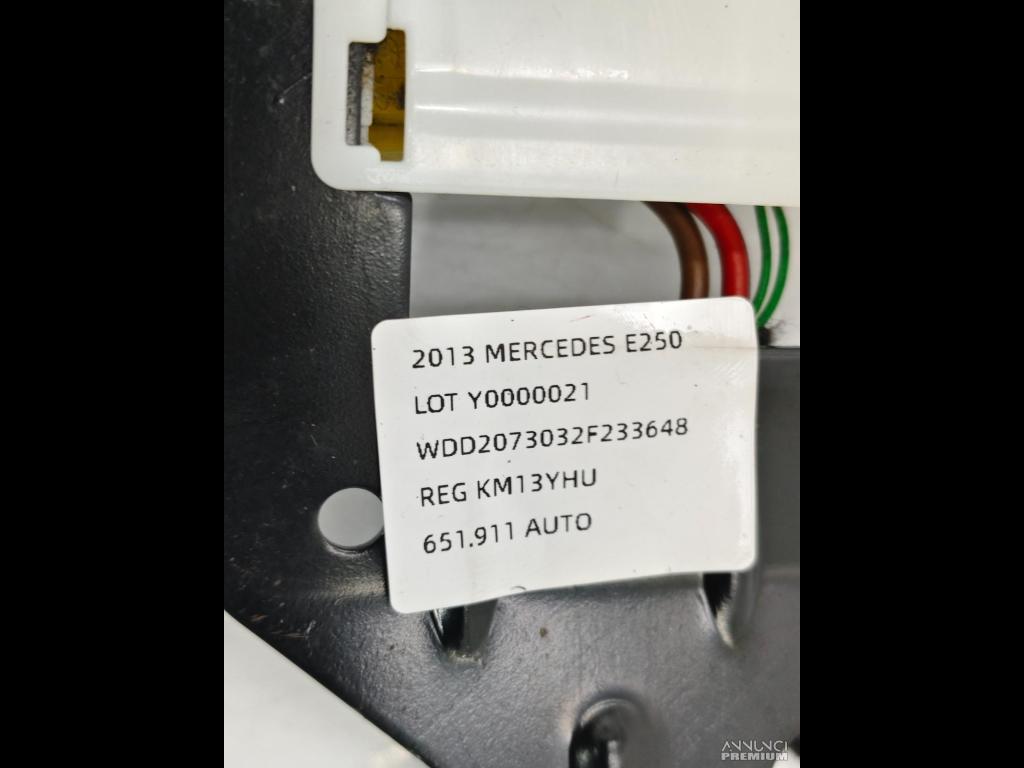 2013 MERCEDES E250
LOT Y0000021
WDD2073032F233648
REG KM13YHU
651.911 AUTO
ANNUNCI
PREMIUM